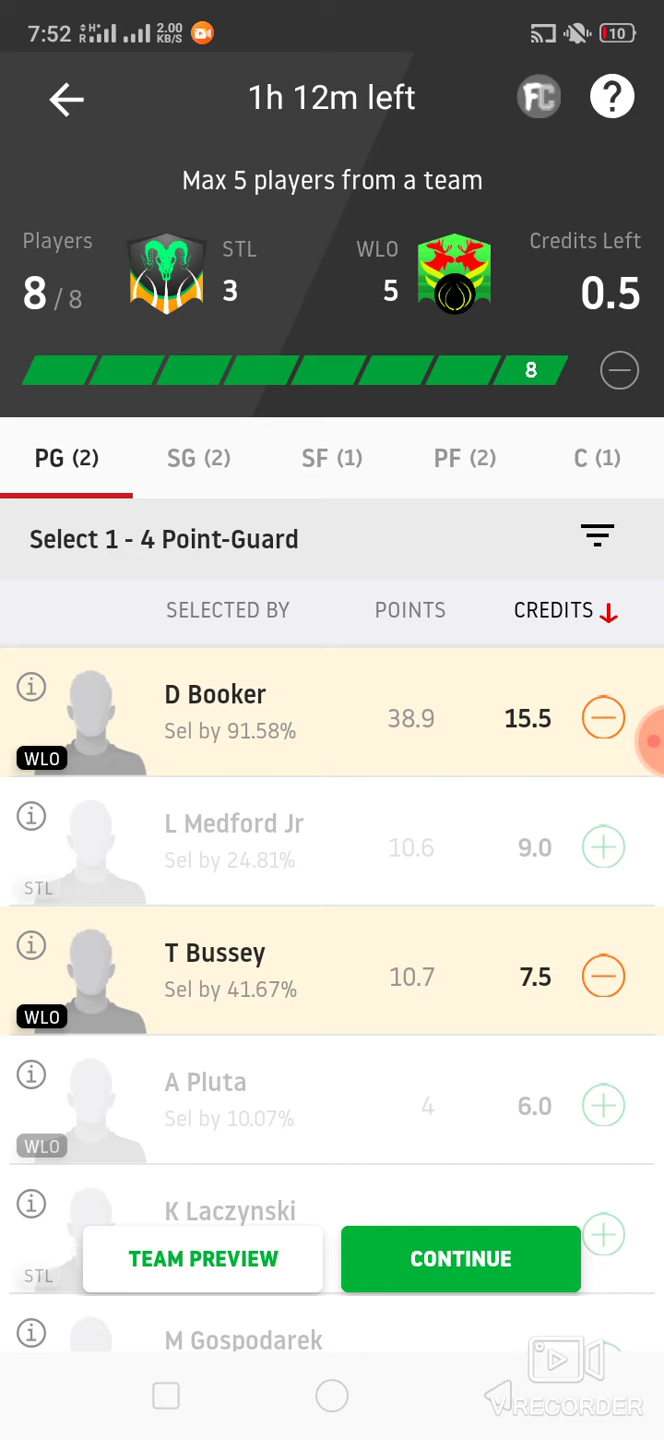 7:52
H+
R
2.00
KB/S
10
1h 12m left
FC
?
Max 5 players from a team
Players
8 / 8
STL
3
WLO
5
Credits Left
0.5
8
PG (2)
SG (2)
SF (1)
PF (2)
C (1)
Select 1 - 4 Point-Guard
SELECTED BY
POINTS
CREDITS
D Booker
Sel by 91.58%
38.9
15.5
WLO
L Medford Jr
Sel by 24.81%
10.6
9.0
STL
T Bussey
Sel by 41.67%
10.7
7.5
WLO
A Pluta
Sel by 10.07%
4
6.0
WLO
K Laczynski
STL
TEAM PREVIEW
CONTINUE
M Gospodarek
VRECORDER